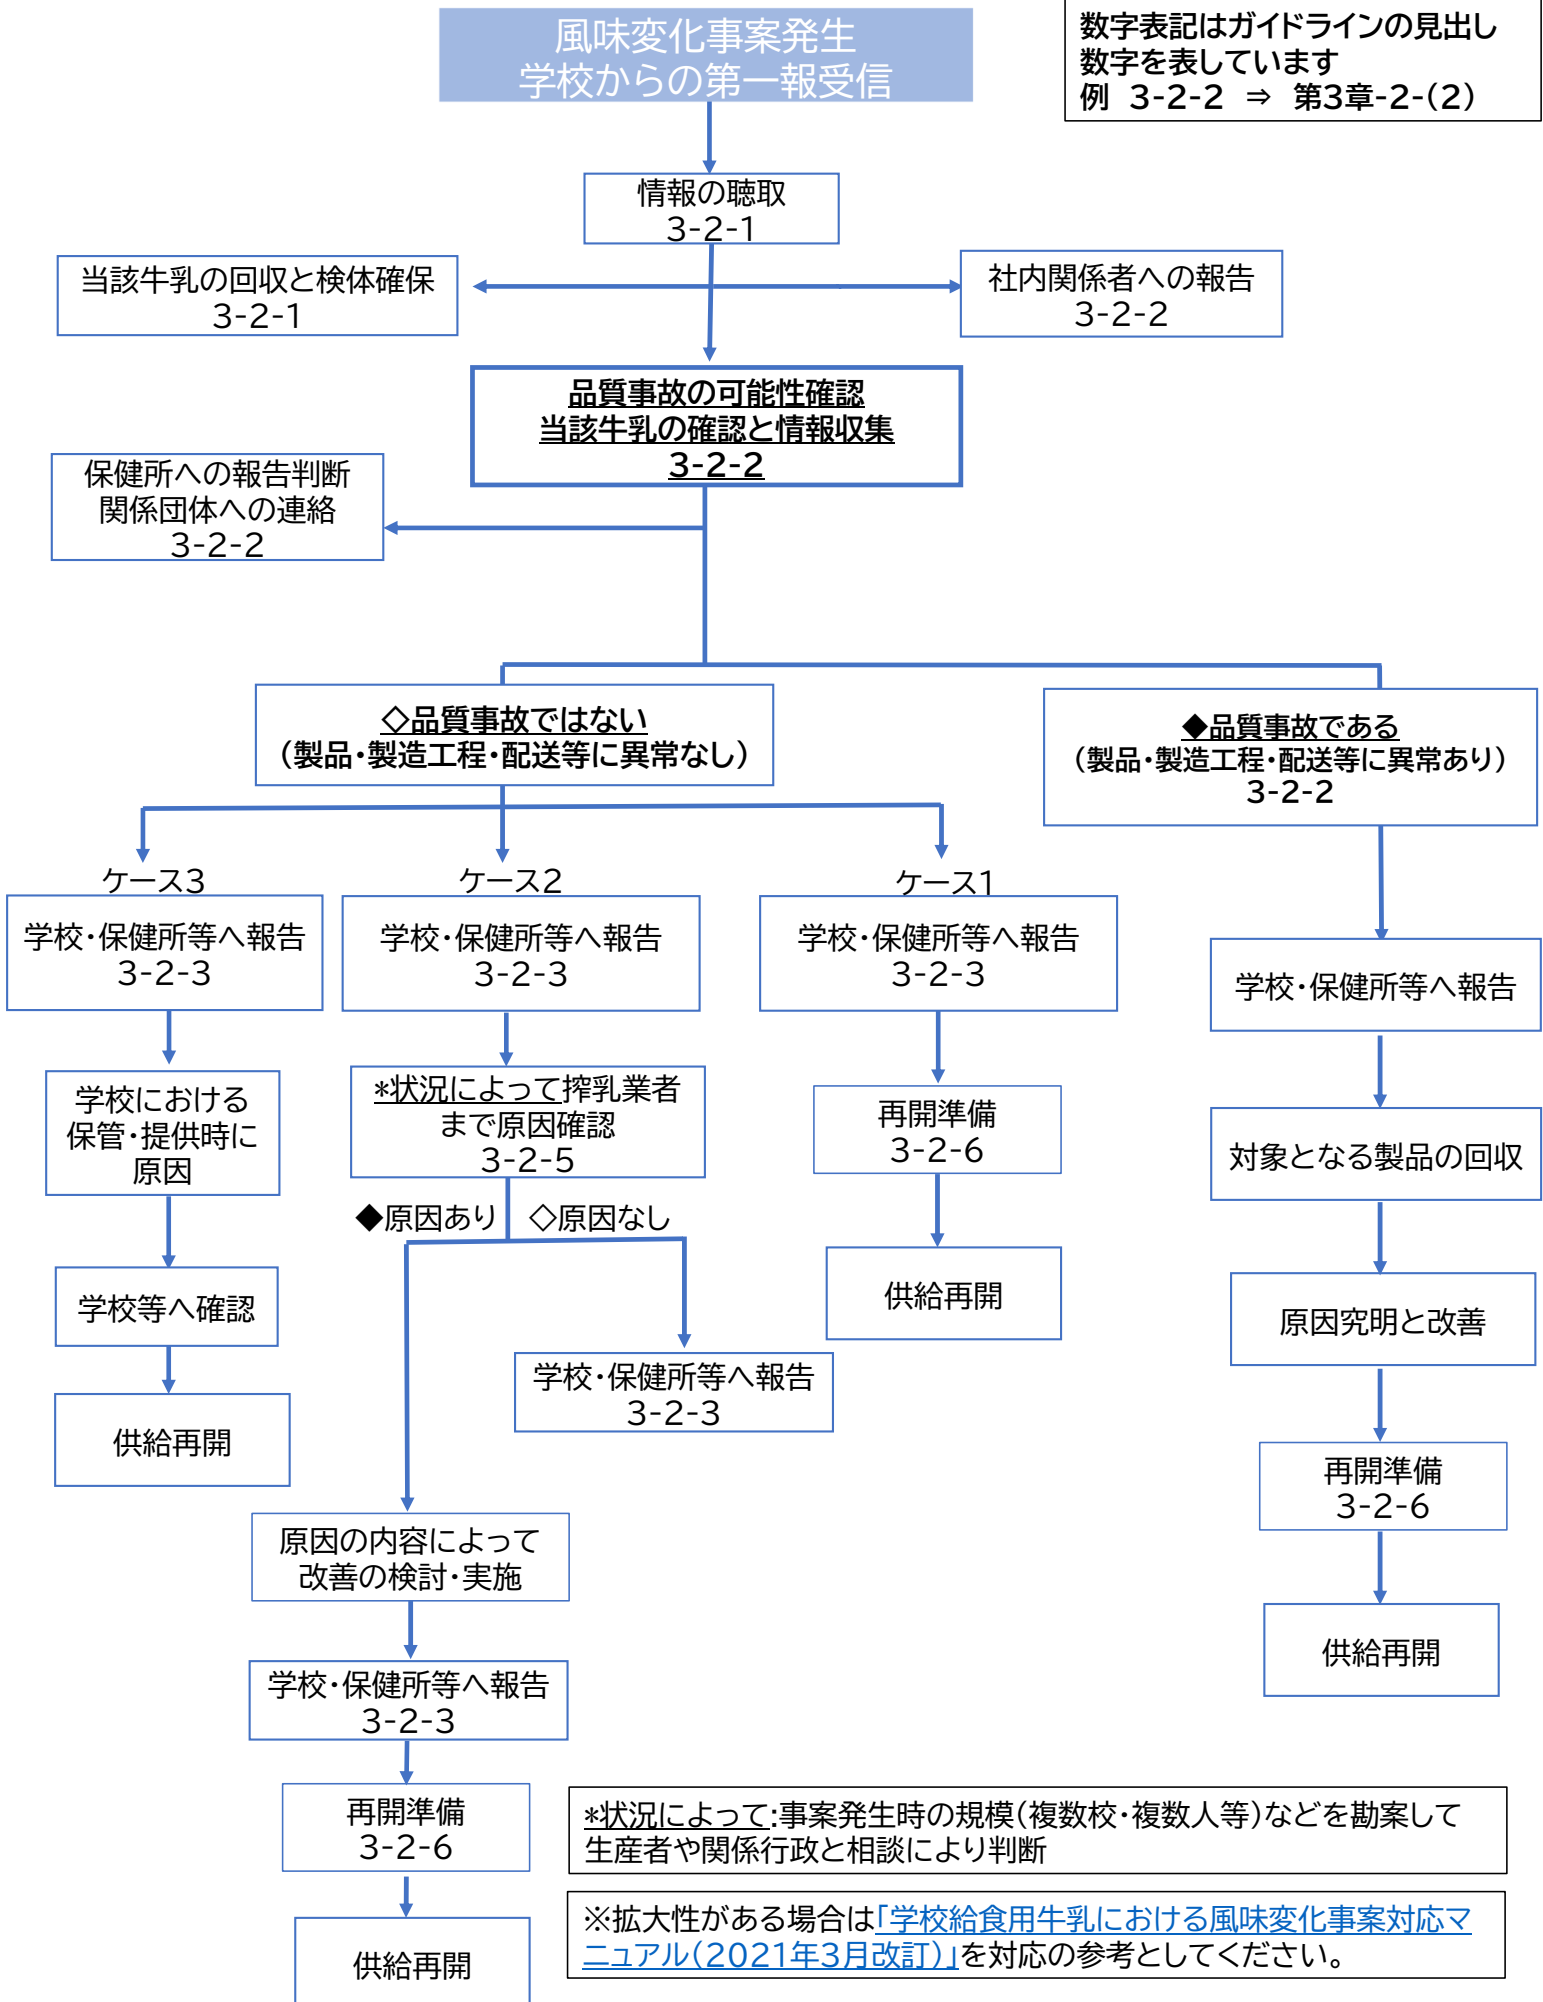 風味変化事案発生
学校からの第一報受信
数字表記はガイドラインの見出し
数字を表しています
例 3-2-2 ⇒ 第3章-2-(2)
情報の聴取
3-2-1
当該牛乳の回収と検体確保
3-2-1
社内関係者への報告
3-2-2
品質事故の可能性確認
当該牛乳の確認と情報収集
3-2-2
保健所への報告判断
関係団体への連絡
3-2-2
◇品質事故ではない
（製品・製造工程・配送等に異常なし）
◆品質事故である
（製品・製造工程・配送等に異常あり）
3-2-2
ケース3
学校・保健所等へ報告
3-2-3
学校における
保管・提供時に
原因
学校等へ確認
供給再開
ケース2
学校・保健所等へ報告
3-2-3
*状況によって搾乳業者
まで原因確認
3-2-5
◆原因あり
◇原因なし
学校・保健所等へ報告
3-2-3
原因の内容によって
改善の検討・実施
学校・保健所等へ報告
3-2-3
再開準備
3-2-6
供給再開
ケース1
学校・保健所等へ報告
3-2-3
再開準備
3-2-6
供給再開
学校・保健所等へ報告
対象となる製品の回収
原因究明と改善
再開準備
3-2-6
供給再開
*状況によって:事案発生時の規模（複数校・複数人等）などを勘案して
生産者や関係行政と相談により判断
※拡大性がある場合は「学校給食用牛乳における風味変化事案対応マ
ニュアル（2021年3月改訂）」を対応の参考としてください。